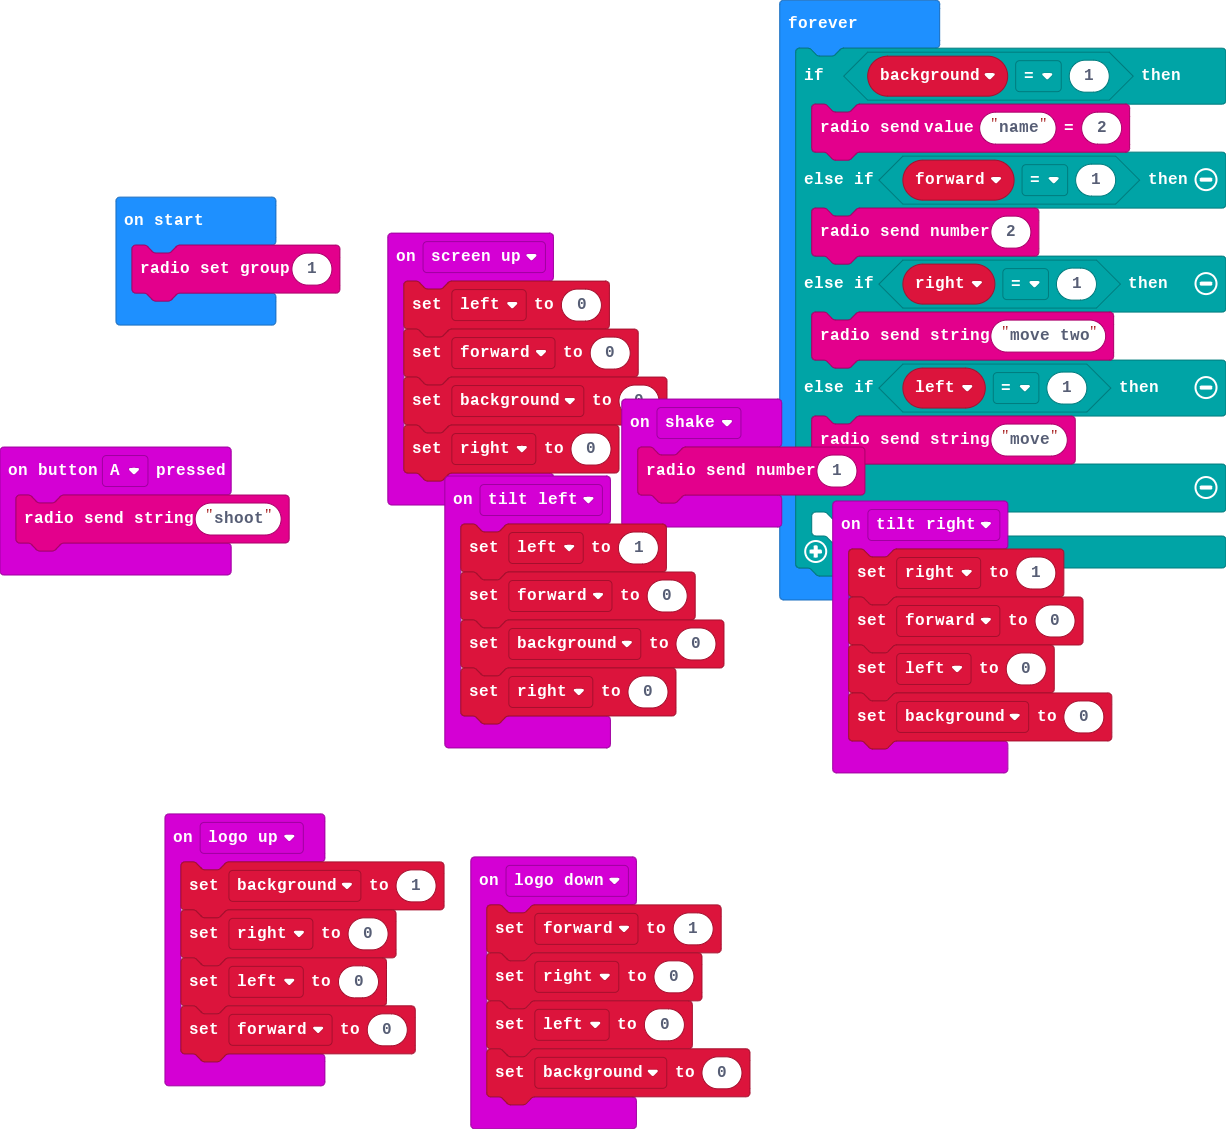 forever
if background = 1 then
radio send value "name" = 2
else if forward = 1 then
radio send number 2
else if right = 1 then
radio send string "move two"
else if left = 1 then
radio send string "move"
on start
radio set group 1
on screen up
set left to 0
set forward to 0
set background to
set right to 0
on shake
radio send number 1
on button A pressed
radio send string "shoot"
on tilt left
set left to 1
set forward to 0
set background to 0
set right to 0
on tilt right
set right to 1
set forward to 0
set left to 0
set background to 0
on logo up
set background to 1
set right to 0
set left to 0
set forward to 0
on logo down
set forward to 1
set right to 0
set left to 0
set background to 0